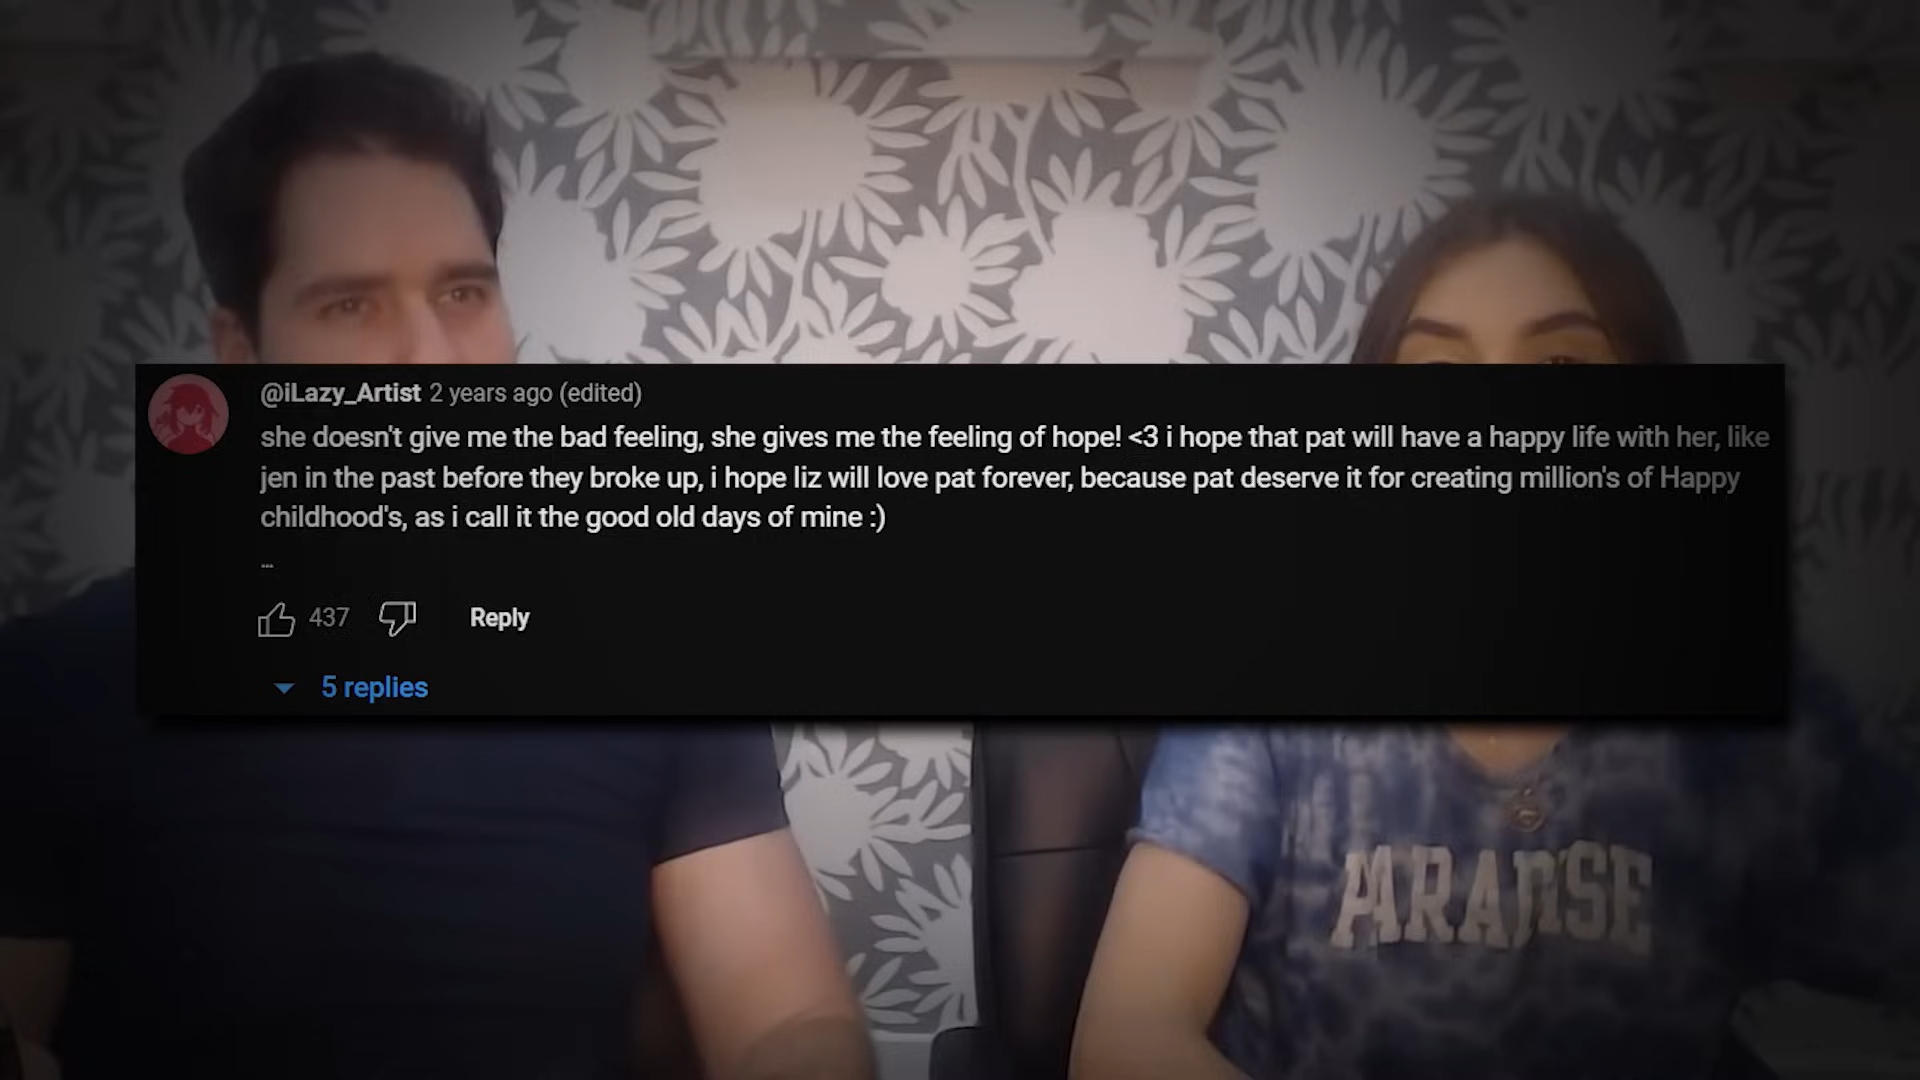 @iLazy_Artist 2 years ago (edited)
she doesn't give me the bad feeling, she gives me the feeling of hope! <3 i hope that pat will have a happy life with her, like
jen in the past before they broke up, i hope liz will love pat forever, because pat deserve it for creating million's of Happy
childhood's, as i call it the good old days of mine :)
...
437 Reply
5 replies
PARADISE